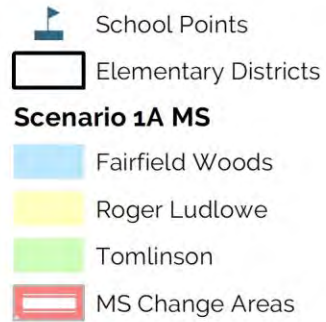 School Points
Elementary Districts
Scenario 1A MS
Fairfield Woods
Roger Ludlowe
Tomlinson
MS Change Areas